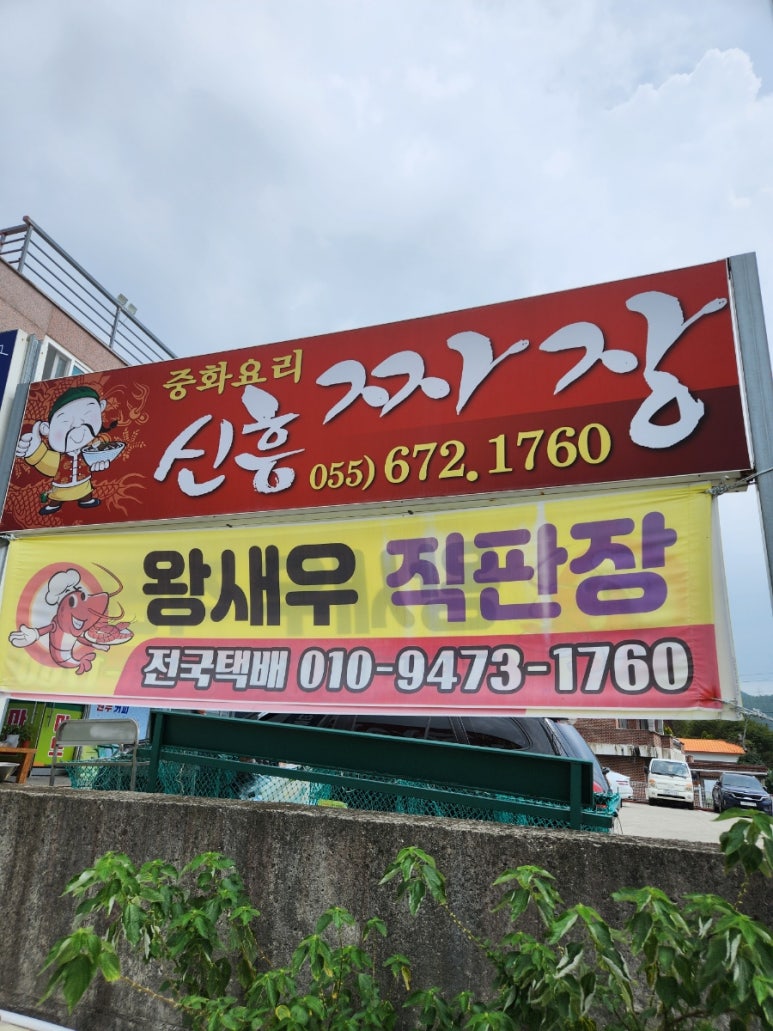 중화요리
신흥 짜장
055) 672.1760
왕새우 직판장
전국택배 010-9473-1760